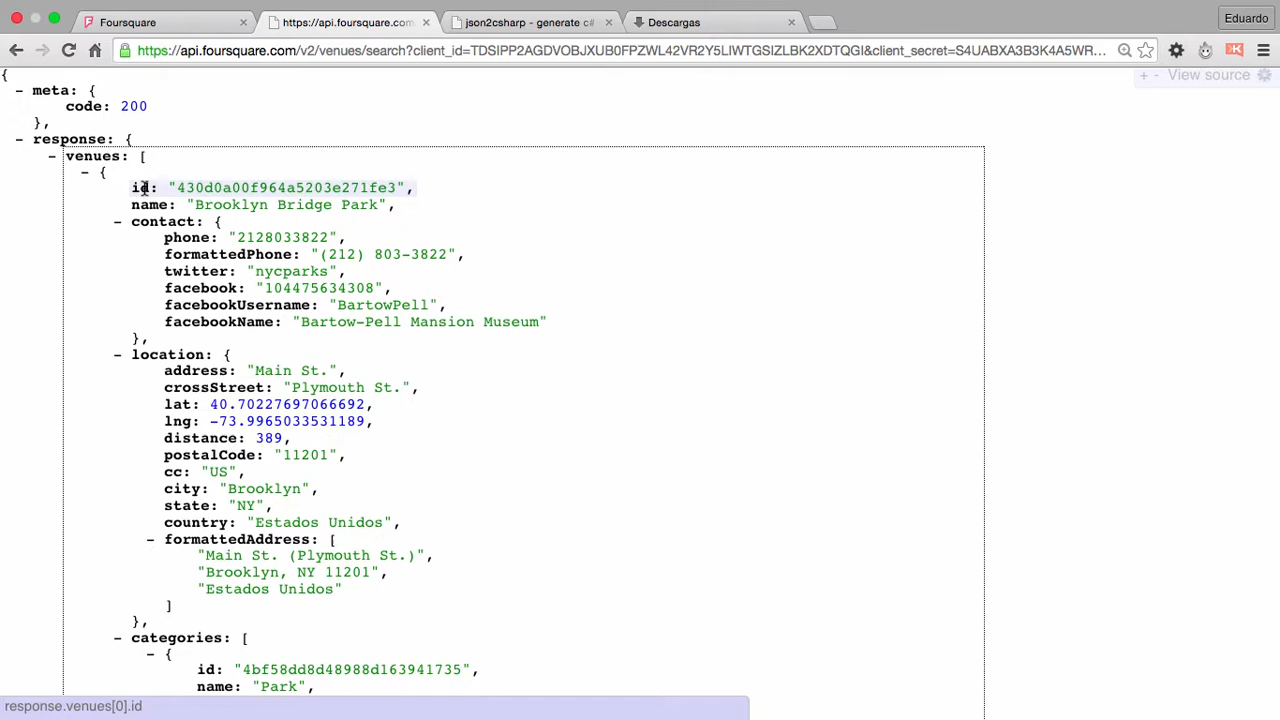 Foursquare
https://api.foursquare.com
json2csharp - generate c#
Descargas
Eduardo
https://api.foursquare.com/v2/venues/search?client_id=TDSIPP2AGDVOBJXUB0FPZWL42VR2Y5LIWTGSIZLBK2XDTQGI&client_secret=S4UABXA3B3K4A5WR...
+ - View source
{
- meta: {
code: 200
},
- response: {
- venues: [
- {
id: "430d0a00f964a5203e271fe3",
name: "Brooklyn Bridge Park",
- contact: {
phone: "2128033822",
formattedPhone: "(212) 803-3822",
twitter: "nycparks",
facebook: "104475634308",
facebookUsername: "BartowPell",
facebookName: "Bartow-Pell Mansion Museum"
},
- location: {
address: "Main St.",
crossStreet: "Plymouth St.",
lat: 40.70227697066692,
lng: -73.9965033531189,
distance: 389,
postalCode: "11201",
cc: "US",
city: "Brooklyn",
state: "NY",
country: "Estados Unidos",
- formattedAddress: [
"Main St. (Plymouth St.)",
"Brooklyn, NY 11201",
"Estados Unidos"
]
},
- categories: [
- {
id: "4bf58dd8d48988d163941735",
name: "Park",
response.venues[0].id